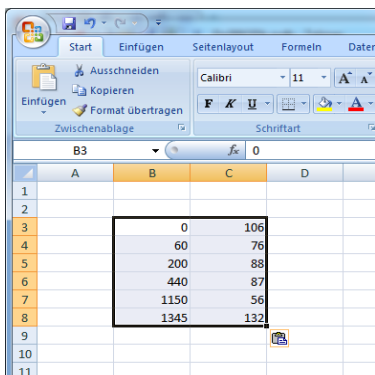 Start Einfügen Seitenlayout Formeln Daten
Ausschneiden
Kopieren
Einfügen
Format übertragen
Calibri 11 A A
F K U A
Zwischenablage Schriftart
B3 fx 0
A B C D
1
2
3 0 106
4 60 76
5 200 88
6 440 87
7 1150 56
8 1345 132
9
10
11